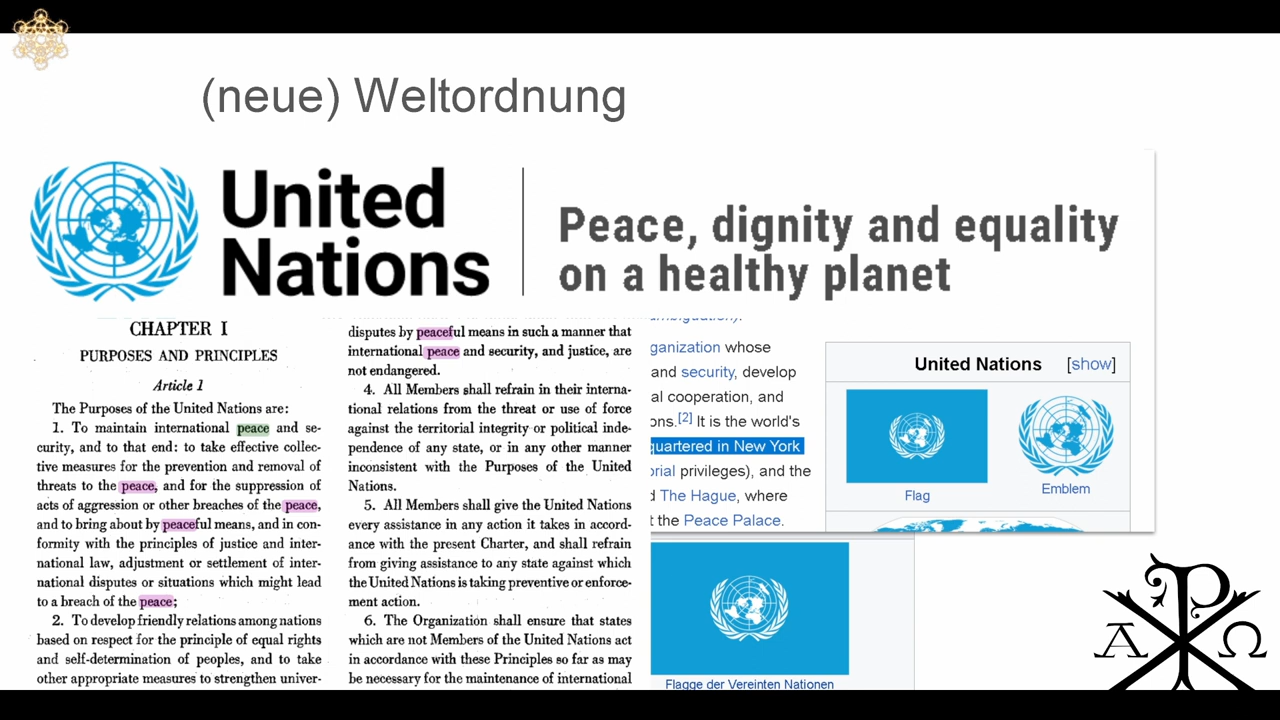 (neue) Weltordnung
United
Nations
Peace, dignity and equality
on a healthy planet
CHAPTER I
PURPOSES AND PRINCIPLES
Article 1
The Purposes of the United Nations are:
1. To maintain international peace and se-
curity, and to that end: to take effective collec-
tive measures for the prevention and removal of
threats to the peace, and for the suppression of
acts of aggression or other breaches of the peace,
and to bring about by peaceful means, and in con-
formity with the principles of justice and inter-
national law, adjustment or settlement of inter-
national disputes or situations which might lead
to a breach of the peace;
2. To develop friendly relations among nations
based on respect for the principle of equal rights
and self-determination of peoples, and to take
other appropriate measures to strengthen univer-
disputes by peaceful means in such a manner that
international peace and security, and justice, are
not endangered.
4. All Members shall refrain in their interna-
tional relations from the threat or use of force
against the territorial integrity or political inde-
pendence of any state, or in any other manner
inconsistent with the Purposes of the United
Nations.
5. All Members shall give the United Nations
every assistance in any action it takes in accord-
ance with the present Charter, and shall refrain
from giving assistance to any state against which
the United Nations is taking preventive or enforce-
ment action.
6. The Organization shall ensure that states
which are not Members of the United Nations act
in accordance with these Principles so far as may
be necessary for the maintenance of international
ganization whose
and security, develop
al cooperation, and
ons.[2] It is the world's
quartered in New York
orial privileges), and the
d The Hague, where
t the Peace Palace.
United Nations [show]
Flag
Emblem
Flagge der Vereinten Nationen
Α Ω